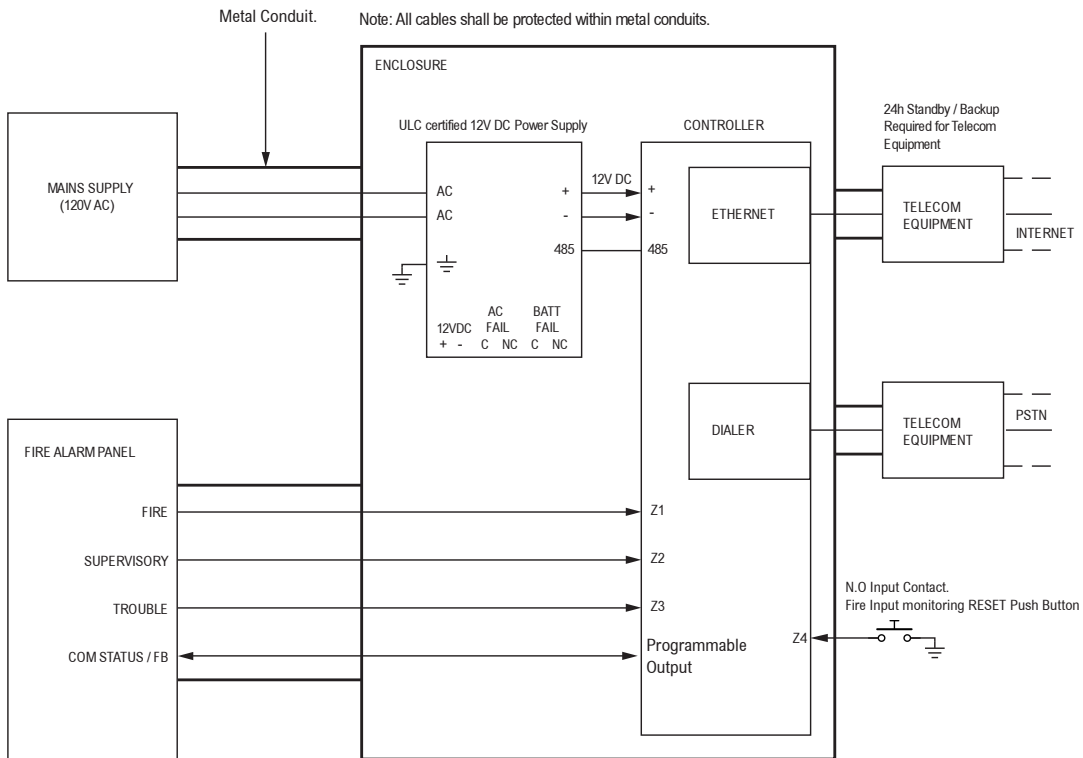 Metal Conduit.
Note: All cables shall be protected within metal conduits.
ENCLOSURE
ULC certified 12V DC Power Supply
CONTROLLER
24h Standby / Backup
Required for Telecom
Equipment
MAINS SUPPLY
(120V AC)
AC
AC
+
-
485
12V DC
+
-
485
ETHERNET
TELECOM
EQUIPMENT
INTERNET
12VDC
+ -
AC
FAIL
C NC
BATT
FAIL
C NC
DIALER
TELECOM
EQUIPMENT
PSTN
FIRE ALARM PANEL
FIRE
Z1
SUPERVISORY
Z2
TROUBLE
Z3
COM STATUS / FB
Programmable
Output
Z4
N.O Input Contact.
Fire Input monitoring RESET Push Button